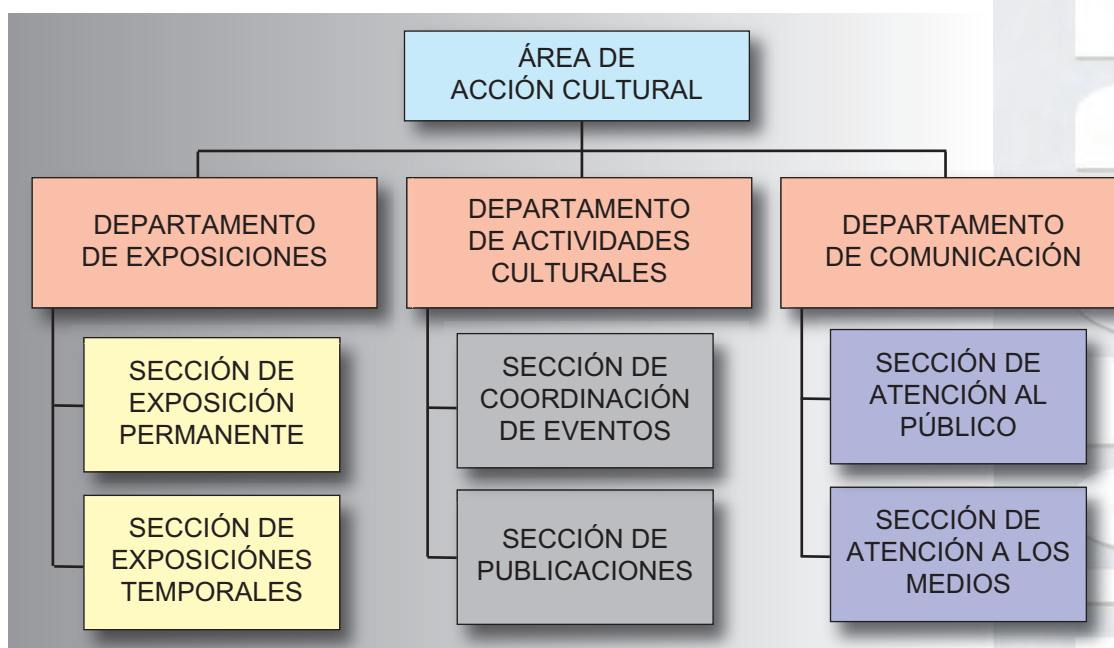 ÁREA DE
ACCIÓN CULTURAL
DEPARTAMENTO
DE EXPOSICIONES
DEPARTAMENTO
DE ACTIVIDADES
CULTURALES
DEPARTAMENTO
DE COMUNICACIÓN
SECCIÓN DE
EXPOSICIÓN
PERMANENTE
SECCIÓN DE
COORDINACIÓN
DE EVENTOS
SECCIÓN DE
ATENCIÓN AL
PÚBLICO
SECCIÓN DE
EXPOSICIÓNES
TEMPORALES
SECCIÓN DE
PUBLICACIONES
SECCIÓN DE
ATENCIÓN A LOS
MEDIOS